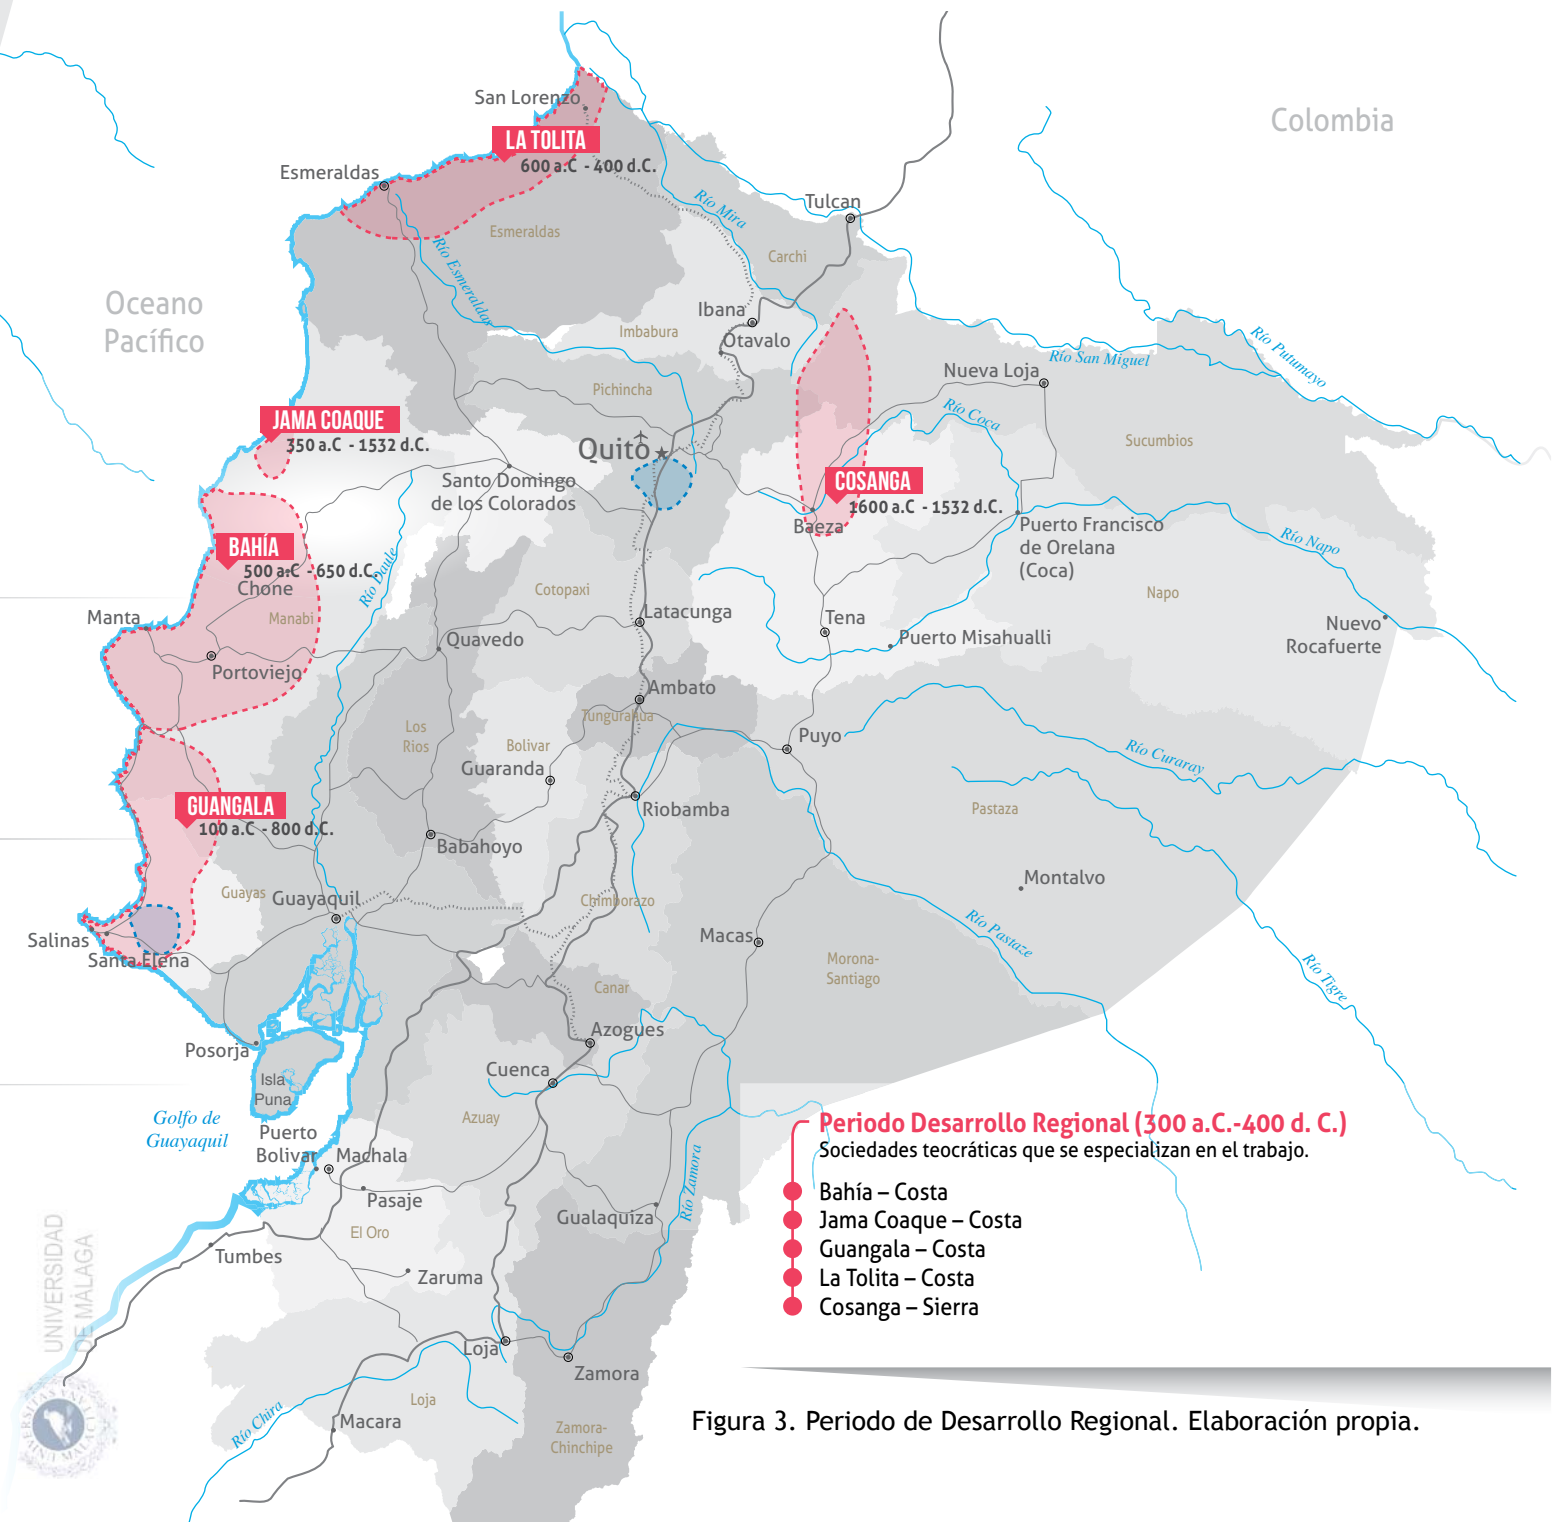 Colombia
San Lorenzo
LA TOLITA
600 a.C - 400 d.C.
Esmeraldas
Río Mira
Tulcan
Esmeraldas
Río Esmeraldas
Carchi
Oceano
Pacífico
Ibana
Imbabura
Otavalo
Río San Miguel
Río Putumayo
Nueva Loja
Pichincha
JAMA COAQUE
350 a.C - 1532 d.C.
Río Coca
Quito
Sucumbios
Santo Domingo
de los Colorados
COSANGA
1600 a.C - 1532 d.C.
Baeza
Puerto Francisco
de Orelana
(Coca)
Río Napo
BAHÍA
500 a.C - 650 d.C.
Chone
Río Daule
Cotopaxi
Napo
Manta
Manabi
Latacunga
Tena
Nuevo
Rocafuerte
Quavedo
Puerto Misahualli
Portoviejo
Ambato
Tungurahua
Los
Rios
Bolivar
Guaranda
Puyo
Río Curaray
GUANGALA
100 a.C - 800 d.C.
Riobamba
Pastaza
Babahoyo
Montalvo
Guayas
Guayaquil
Chimborazo
Río Pastaze
Salinas
Santa Elena
Macas
Morona-
Santiago
Río Tigre
Canar
Azogues
Posorja
Cuenca
Isla
Puna
Golfo de
Guayaquil
Azuay
Puerto
Bolivar
Machala
Río Zamora
Periodo Desarrollo Regional (300 a.C.-400 d. C.)
Sociedades teocráticas que se especializan en el trabajo.
Bahía – Costa
Jama Coaque – Costa
Guangala – Costa
La Tolita – Costa
Cosanga – Sierra
Pasaje
Gualaquiza
El Oro
Tumbes
Zaruma
UNIVERSIDAD
DE MÁLAGA
Loja
Zamora
Loja
Río Chira
Macara
Zamora-
Chinchipe
Figura 3. Periodo de Desarrollo Regional. Elaboración propia.